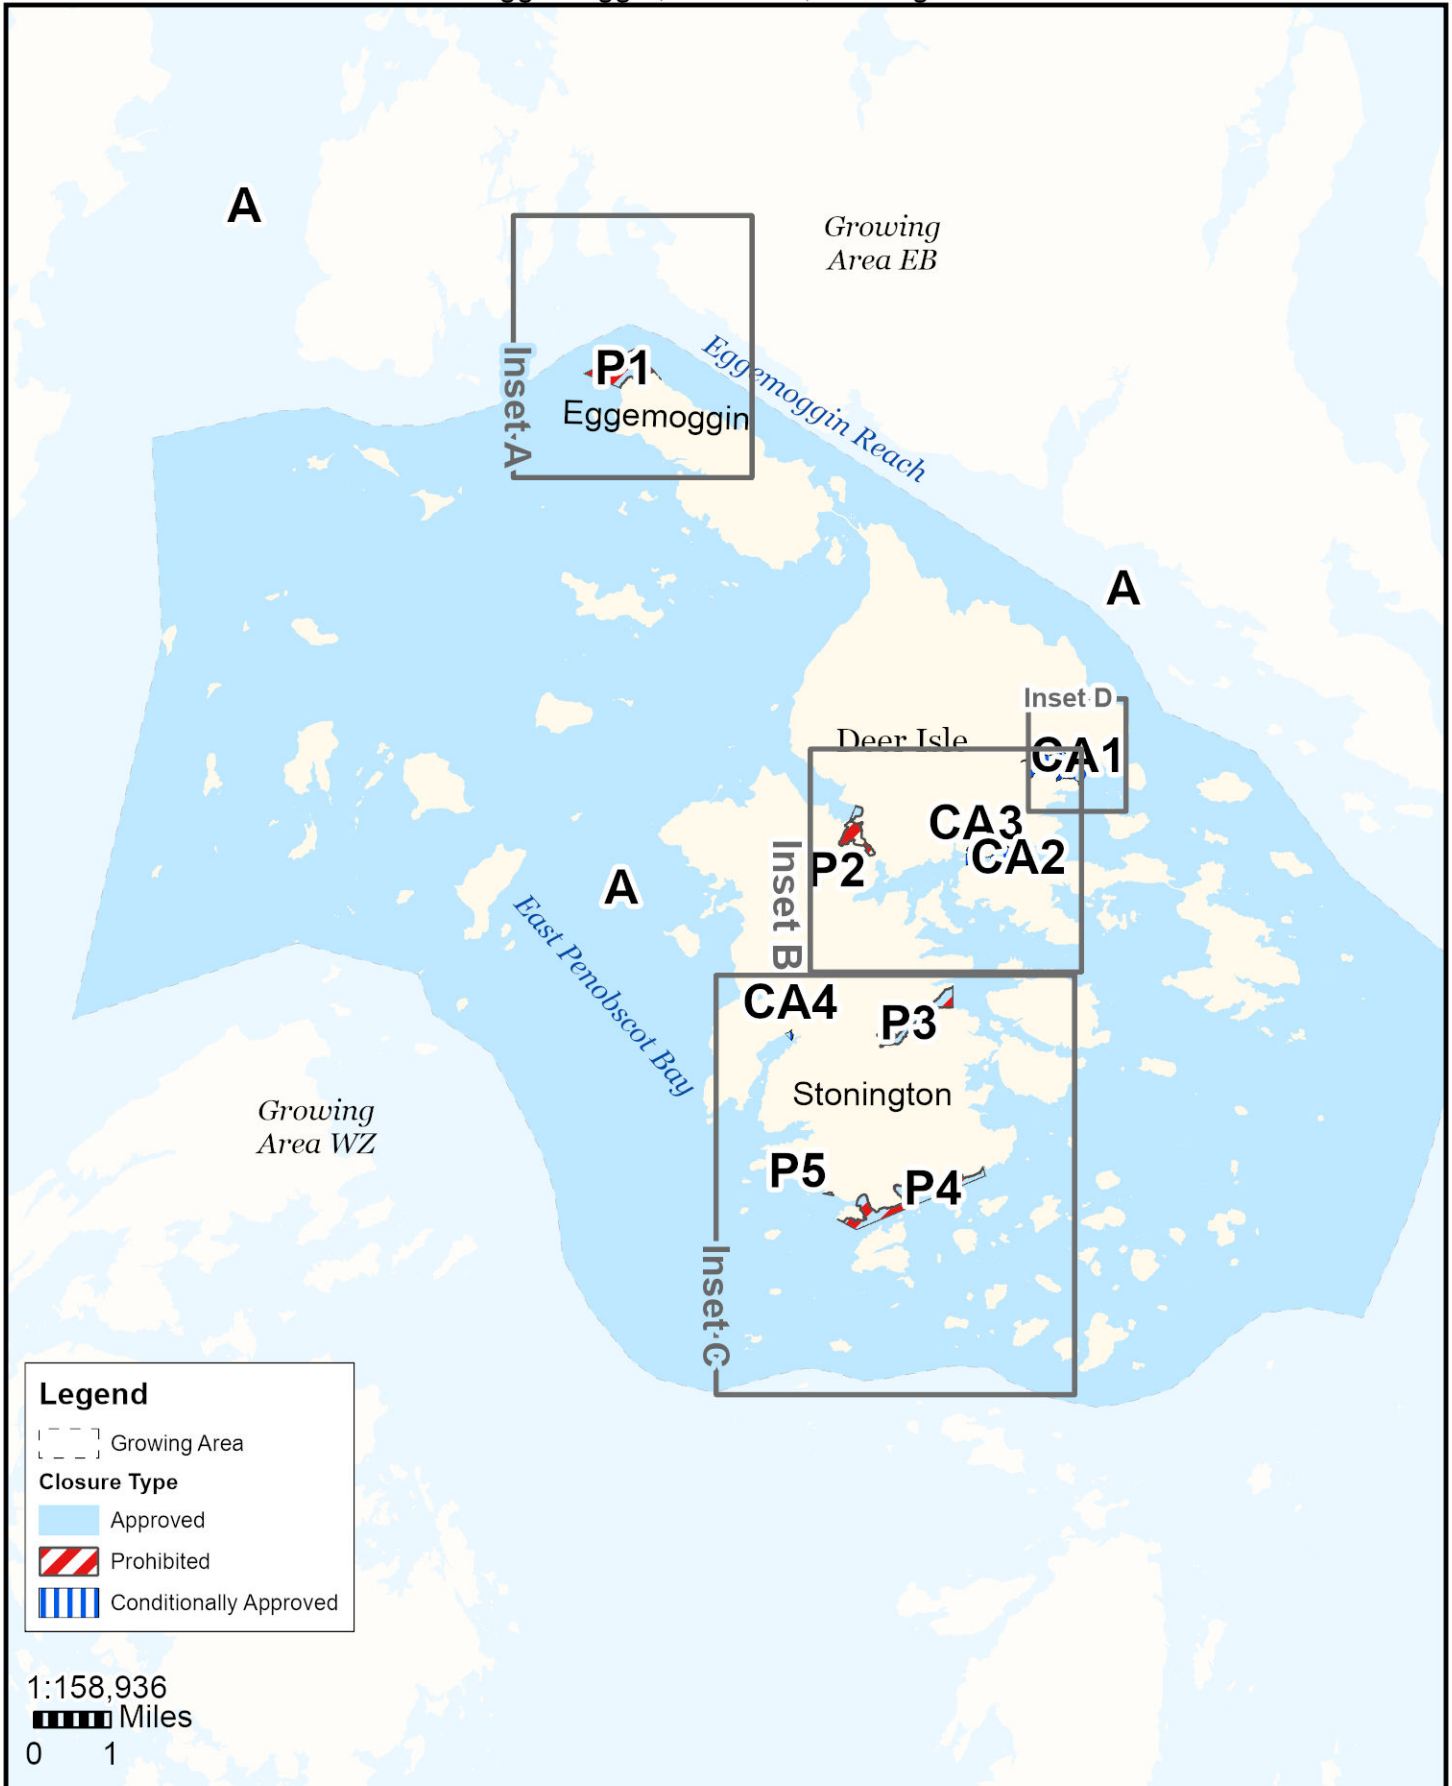 A
Growing
Area EB
Inset A
P1
Eggemoggin
Eggemoggin Reach
A
Inset D
Deer Isle
CA1
CA3
CA2
P2
Inset B
A
East Penobscot Bay
CA4
P3
Stonington
Growing
Area WZ
P5
P4
Inset C
Legend
Growing Area
Closure Type
Approved
Prohibited
Conditionally Approved
1:158,936
Miles
0 1